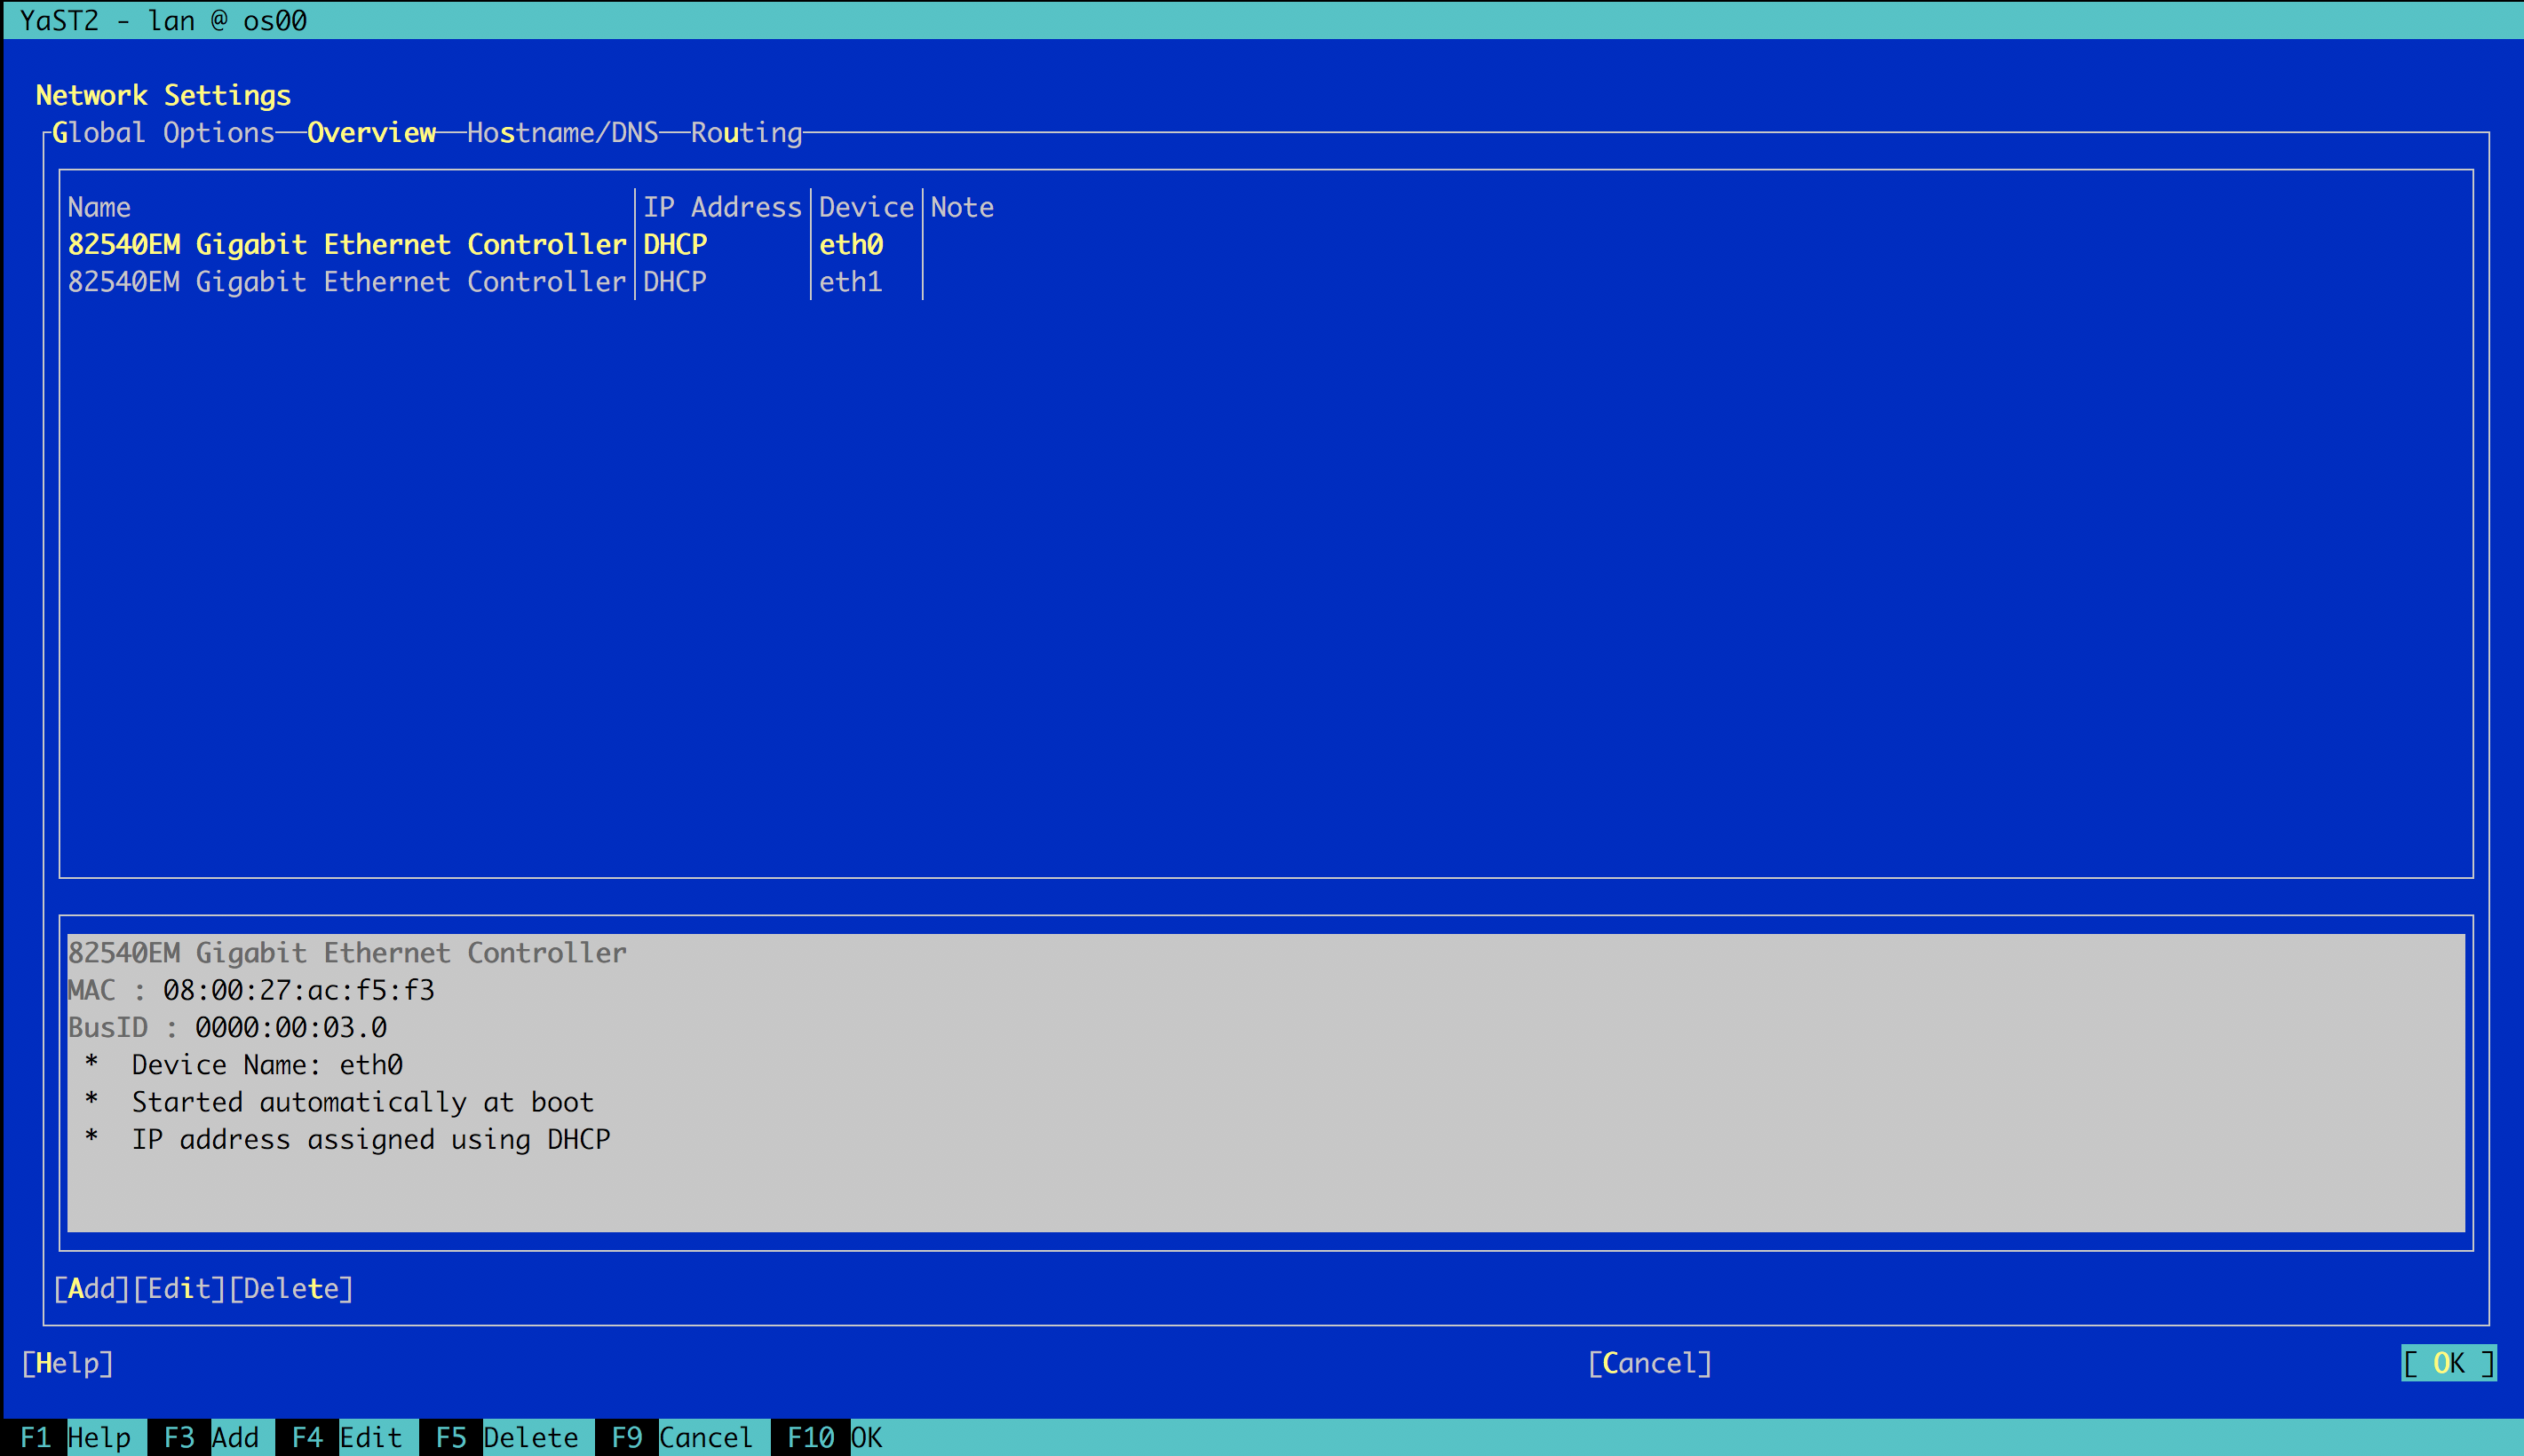 YaST2 - lan @ os00
Network Settings
Global Options—Overview—Hostname/DNS—Routing
Name IP Address Device Note
82540EM Gigabit Ethernet Controller DHCP eth0
82540EM Gigabit Ethernet Controller DHCP eth1
82540EM Gigabit Ethernet Controller
MAC : 08:00:27:ac:f5:f3
BusID : 0000:00:03.0
* Device Name: eth0
* Started automatically at boot
* IP address assigned using DHCP
[Add][Edit][Delete]
[Help] [Cancel] [ OK ]
F1 Help F3 Add F4 Edit F5 Delete F9 Cancel F10 OK